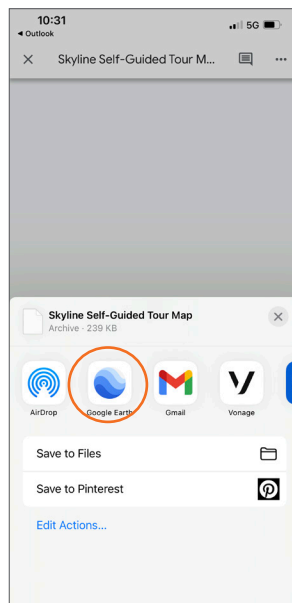 10:31
5G
◄ Outlook
Skyline Self-Guided Tour M...
Skyline Self-Guided Tour Map
Archive · 239 KB
AirDrop
Google Earth
Gmail
Vonage
Save to Files
Save to Pinterest
Edit Actions...